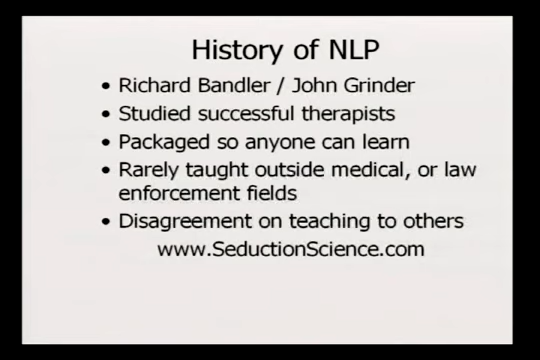 History of NLP
• Richard Bandler / John Grinder
• Studied successful therapists
• Packaged so anyone can learn
• Rarely taught outside medical, or law
enforcement fields
• Disagreement on teaching to others
www.SeductionScience.com